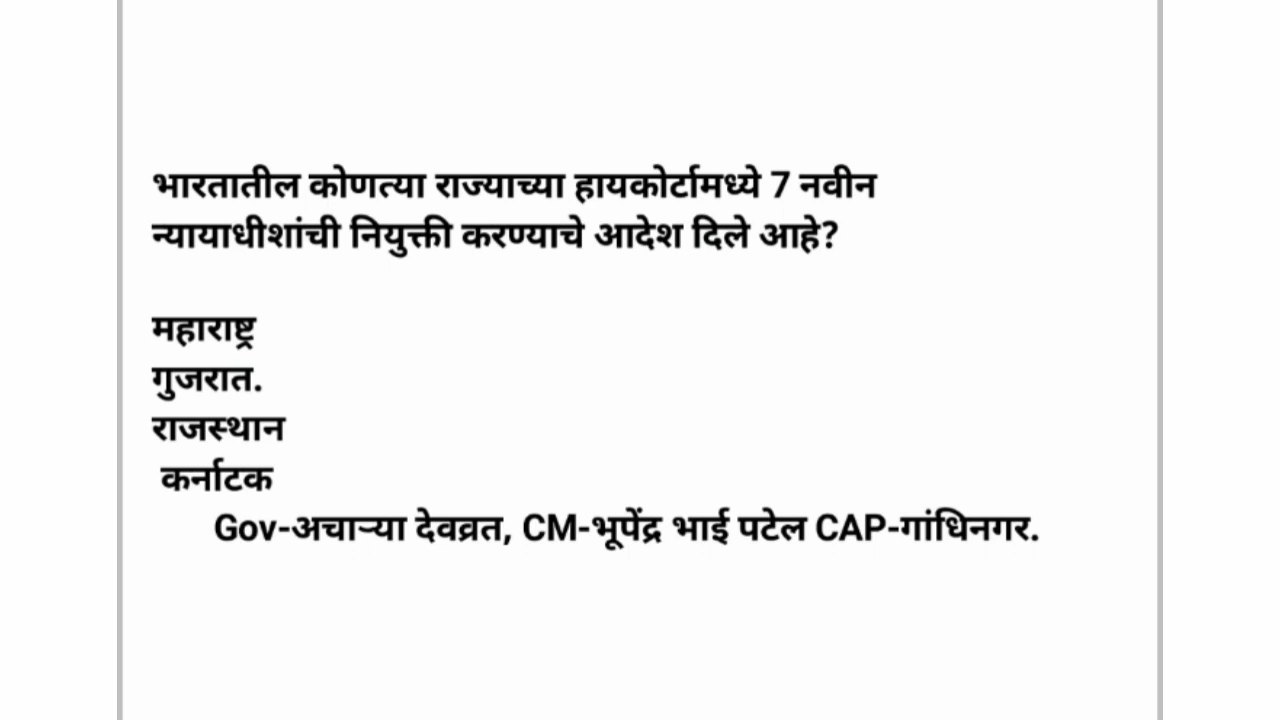 भारतातील कोणत्या राज्याच्या हायकोर्टामध्ये 7 नवीन
न्यायाधीशांची नियुक्ती करण्याचे आदेश दिले आहे?
महाराष्ट्र
गुजरात.
राजस्थान
कर्नाटक
Gov-अचाऱ्या देवव्रत, CM-भूपेंद्र भाई पटेल CAP-गांधिनगर.